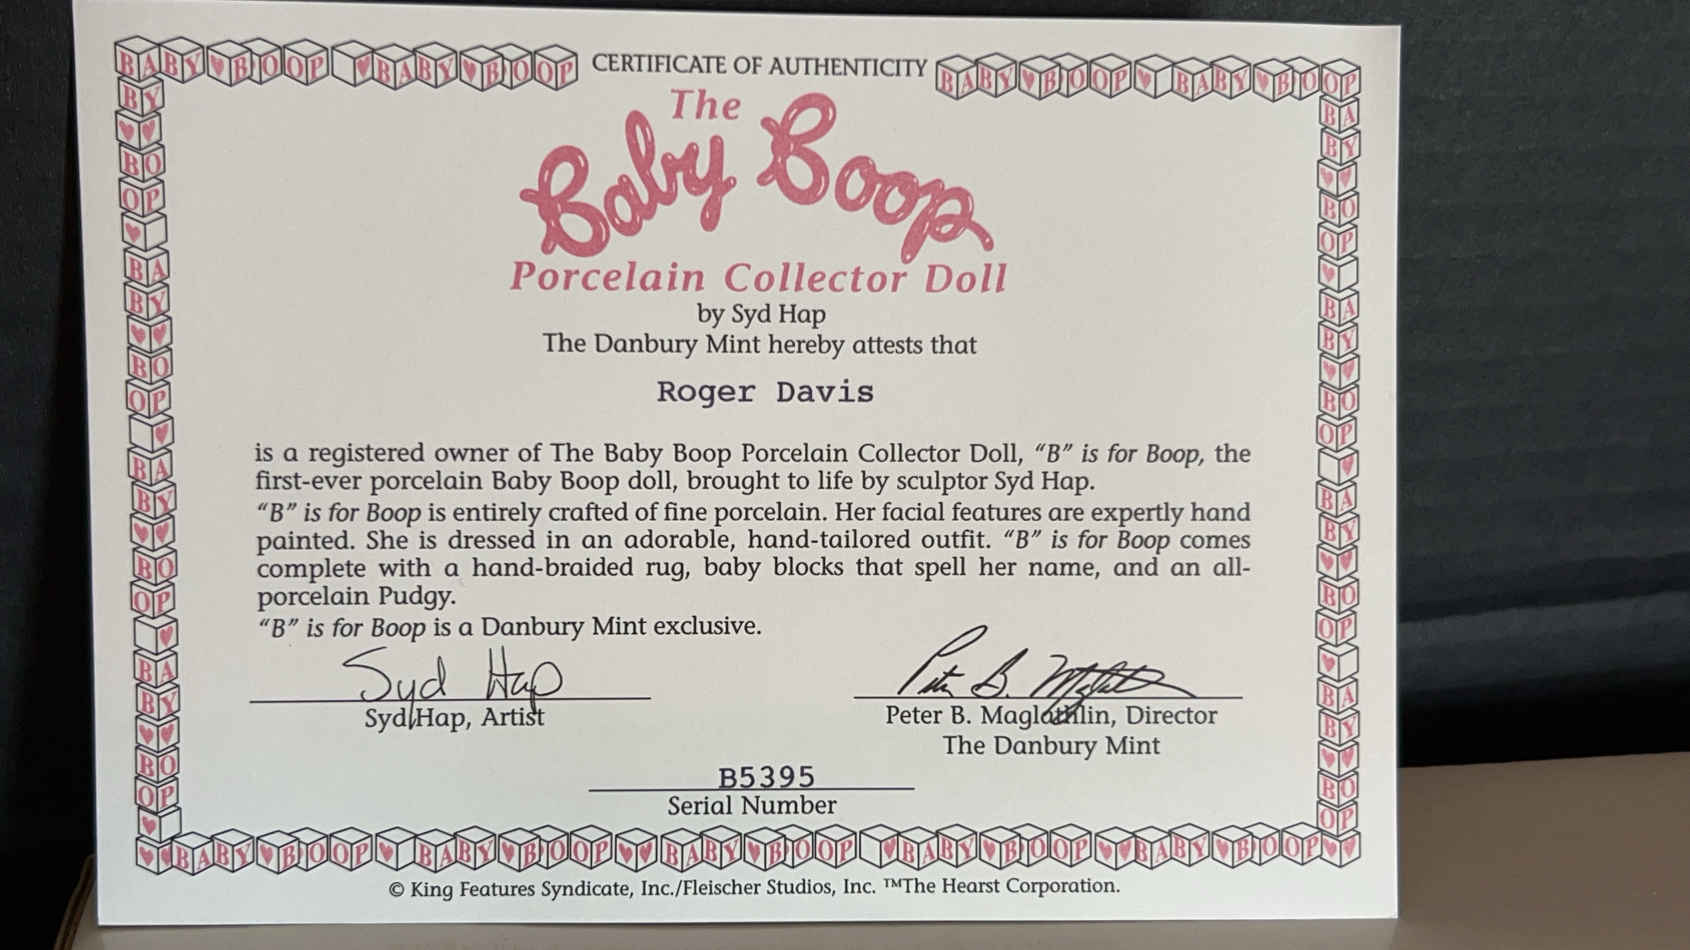 CERTIFICATE OF AUTHENTICITY
The
Baby Boop
Porcelain Collector Doll
by Syd Hap
The Danbury Mint hereby attests that
Roger Davis
is a registered owner of The Baby Boop Porcelain Collector Doll, “B” is for Boop, the
first-ever porcelain Baby Boop doll, brought to life by sculptor Syd Hap.
“B” is for Boop is entirely crafted of fine porcelain. Her facial features are expertly hand
painted. She is dressed in an adorable, hand-tailored outfit. “B” is for Boop comes
complete with a hand-braided rug, baby blocks that spell her name, and an all-
porcelain Pudgy.
“B” is for Boop is a Danbury Mint exclusive.
Syd Hap
Syd Hap, Artist
Peter B. Maglathlin
Peter B. Maglathlin, Director
The Danbury Mint
B5395
Serial Number
BABY♥BOOP BABY♥BOOP
© King Features Syndicate, Inc./Fleischer Studios, Inc. ™The Hearst Corporation.